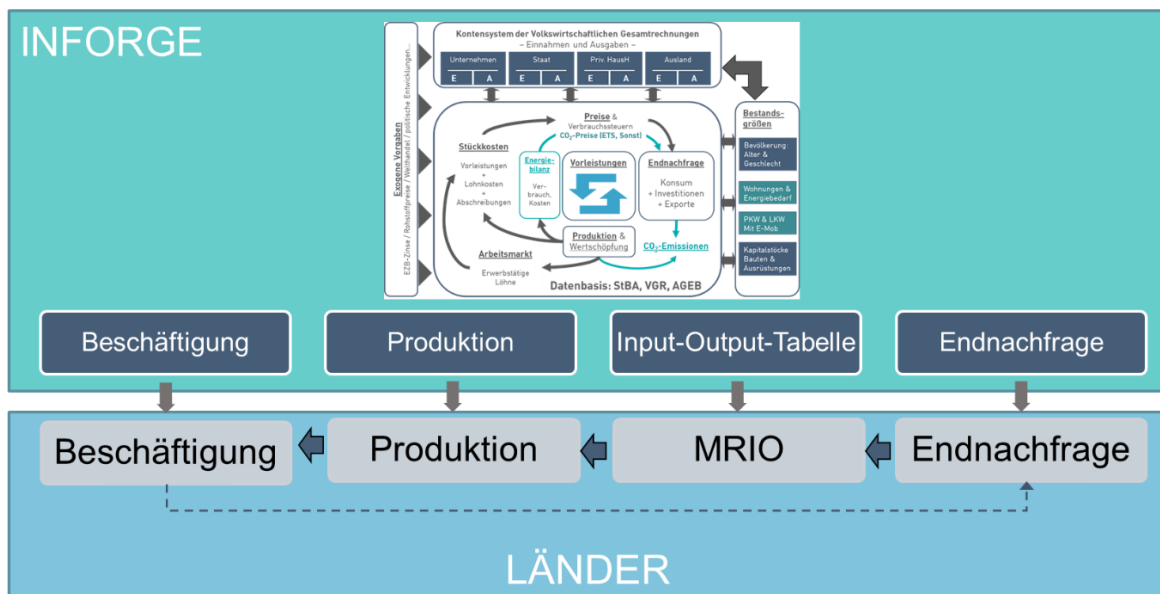 INFORGE
Kontensystem der Volkswirtschaftlichen Gesamtrechnungen
– Einnahmen und Ausgaben –
Unternehmen
Staat
Priv. HausH
Ausland
E A
E A
E A
E A
Exogene Vorgaben
EZB-Zinse / Rohstoffpreise / Welthandel / politische Entwicklungen...
Preise &
Verbrauchssteuern
CO₂-Preise (ETS, Sonst)
Stückkosten
Vorleistungen
+
Lohnkosten
+
Abschreibungen
Energie-
bilanz
Ver-
brauch,
Kosten
Vorleistungen
Endnachfrage
Konsum
+ Investitionen
+ Exporte
Produktion &
Wertschöpfung
CO₂-Emissionen
Arbeitsmarkt
Erwerbstätige
Löhne
Datenbasis: StBA, VGR, AGEB
Bestands-
größen
Bevölkerung:
Alter &
Geschlecht
Wohnungen &
Energiebedarf
PKW & LKW
Mit E-Mob
Kapitalstöcke
Bauten &
Ausrüstungen
Beschäftigung
Produktion
Input-Output-Tabelle
Endnachfrage
Beschäftigung
Produktion
MRIO
Endnachfrage
LÄNDER